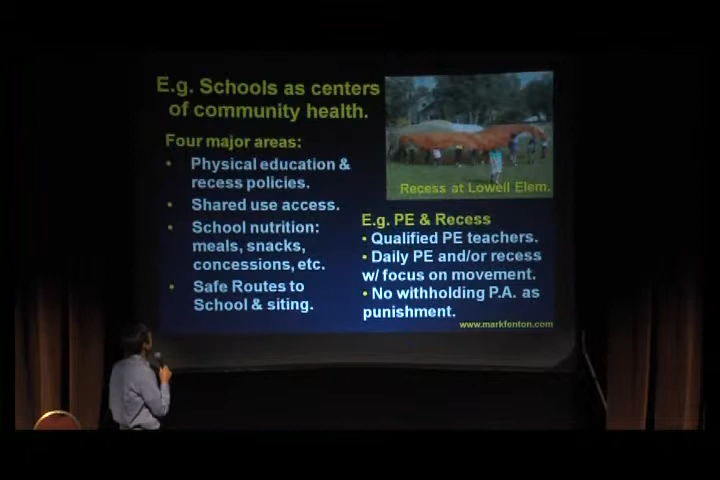 E.g. Schools as centers
of community health.
Four major areas:
• Physical education &
recess policies.
• Shared use access.
• School nutrition:
meals, snacks,
concessions, etc.
• Safe Routes to
School & siting.
Recess at Lowell Elem.
E.g. PE & Recess
• Qualified PE teachers.
• Daily PE and/or recess
w/ focus on movement.
• No withholding P.A. as
punishment.
www.markfenton.com